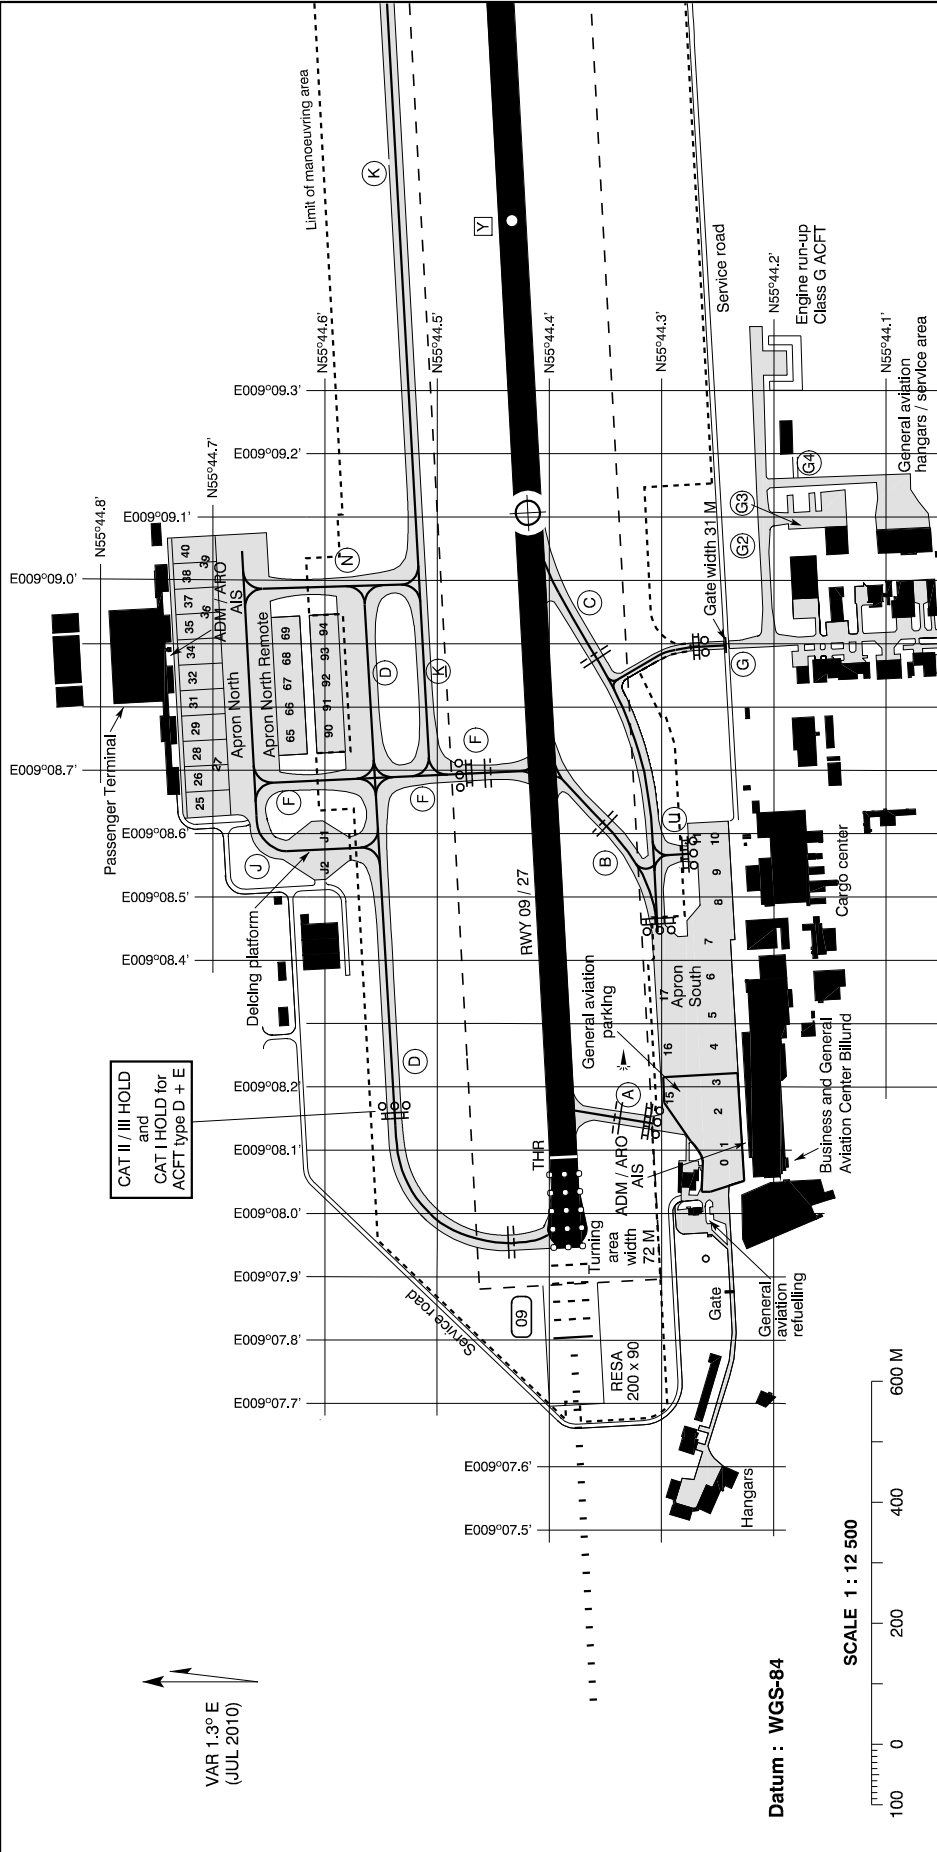 Limit of manoeuvring area
K
Y
Service road
N55°44.2'
Engine run-up
Class G ACFT
N55°44.6'
N55°44.5'
N55°44.4'
N55°44.3'
N55°44.1'
General aviation
hangars / service area
E009°09.3'
E009°09.2'
N55°44.7'
N55°44.8'
E009°09.1'
E009°09.0'
40
39
38
37
36
35
34
32
31
29
28
27
26
25
ADM / ARO
AIS
Apron North
Apron North Remote
69
68
67
66
65
94
93
92
91
90
N
D
K
F
F
F
C
B
U
G
G2
G3
G4
Gate width 31 M
Passenger Terminal
E009°08.7'
E009°08.6'
E009°08.5'
E009°08.4'
J
J1
J2
Deicing platform
RWY 09 / 27
Cargo center
10
9
8
7
6
5
4
3
2
1
0
15
16
17
Apron
South
General aviation
parking
A
D
CAT II / III HOLD
and
CAT I HOLD for
ACFT type D + E
E009°08.2'
E009°08.1'
E009°08.0'
E009°07.9'
E009°07.8'
E009°07.7'
THR
ADM / ARO
AIS
Business and General
Aviation Center Billund
Turning
area
width
72 M
Service road
09
RESA
200 x 90
Gate
General
aviation
refuelling
E009°07.6'
E009°07.5'
Hangars
VAR 1.3° E
(JUL 2010)
Datum : WGS-84
SCALE 1 : 12 500
100 0 200 400 600 M